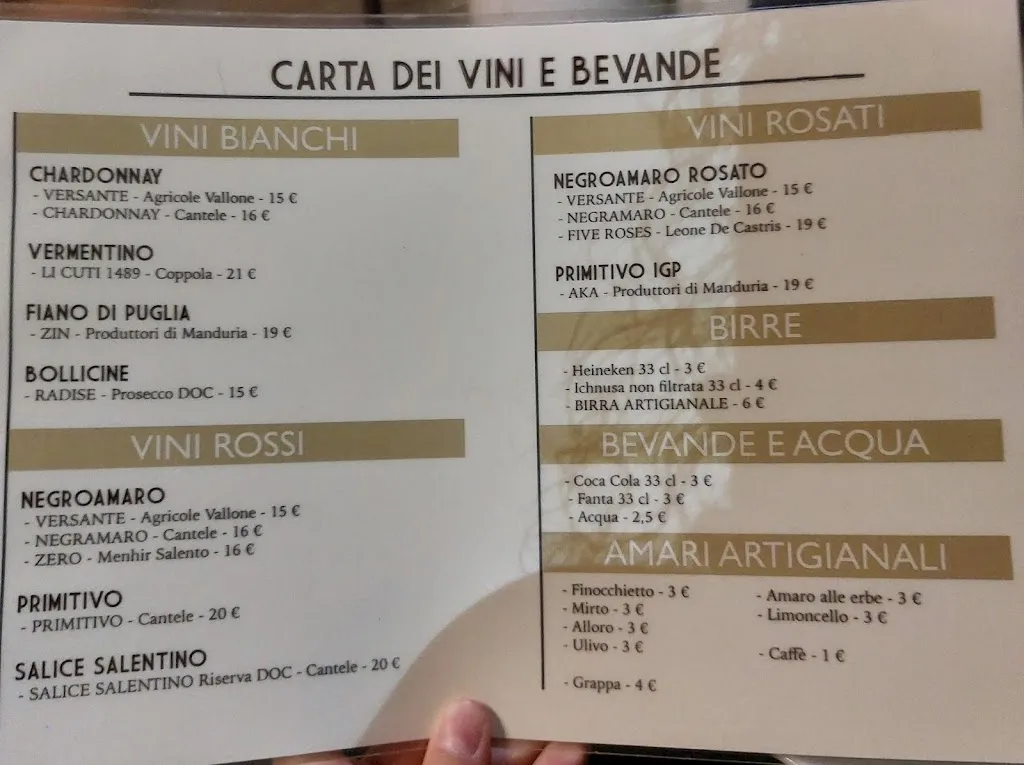 CARTA DEI VINI E BEVANDE
VINI BIANCHI
CHARDONNAY
- VERSANTE - Agricole Vallone - 15 €
- CHARDONNAY - Cantele - 16 €
VERMENTINO
- LI CUTI 1489 - Coppola - 21 €
FIANO DI PUGLIA
- ZIN - Produttori di Manduria - 19 €
BOLLICINE
- RADISE - Prosecco DOC - 15 €
VINI ROSSI
NEGROAMARO
- VERSANTE - Agricole Vallone - 15 €
- NEGRAMARO - Cantele - 16 €
- ZERO - Menhir Salento - 16 €
PRIMITIVO
- PRIMITIVO - Cantele - 20 €
SALICE SALENTINO
- SALICE SALENTINO Riserva DOC - Cantele - 20 €
VINI ROSATI
NEGROAMARO ROSATO
- VERSANTE - Agricole Vallone - 15 €
- NEGRAMARO - Cantele - 16 €
- FIVE ROSES - Leone De Castris - 19 €
PRIMITIVO IGP
- AKA - Produttori di Manduria - 19 €
BIRRE
- Heineken 33 cl - 3 €
- Ichnusa non filtrata 33 cl - 4 €
- BIRRA ARTIGIANALE - 6 €
BEVANDE E ACQUA
- Coca Cola 33 cl - 3 €
- Fanta 33 cl - 3 €
- Acqua - 2,5 €
AMARI ARTIGIANALI
- Finocchietto - 3 €
- Mirto - 3 €
- Alloro - 3 €
- Ulivo - 3 €
- Grappa - 4 €
- Amaro alle erbe - 3 €
- Limoncello - 3 €
- Caffè - 1 €